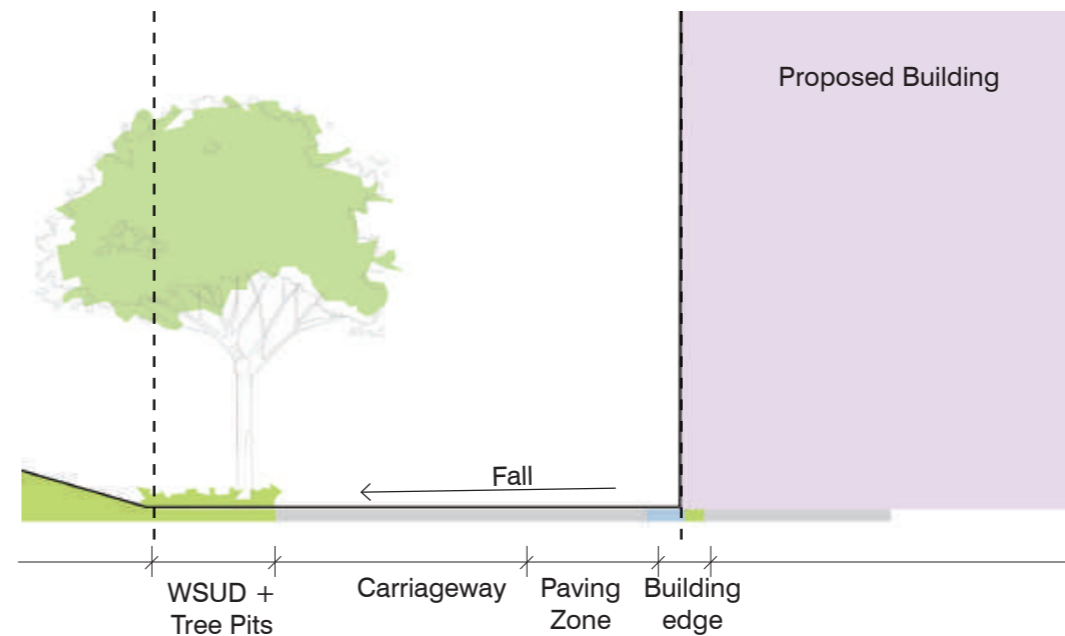 Proposed Building
Fall
WSUD +
Tree Pits
Carriageway
Paving
Zone
Building
edge